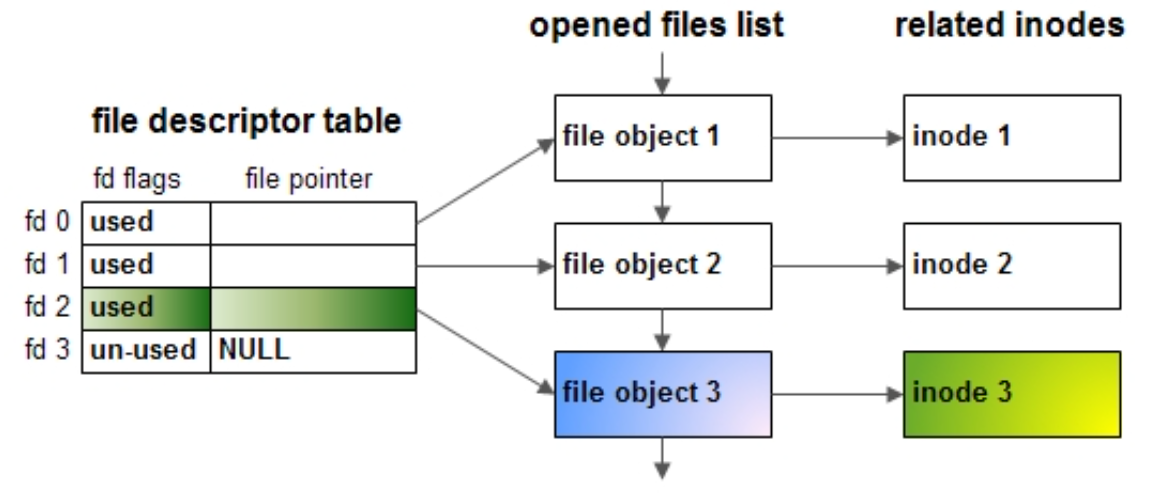 opened files list
related inodes
file descriptor table
fd flags
file pointer
fd 0 used
fd 1 used
fd 2 used
fd 3 un-used NULL
file object 1
inode 1
file object 2
inode 2
file object 3
inode 3